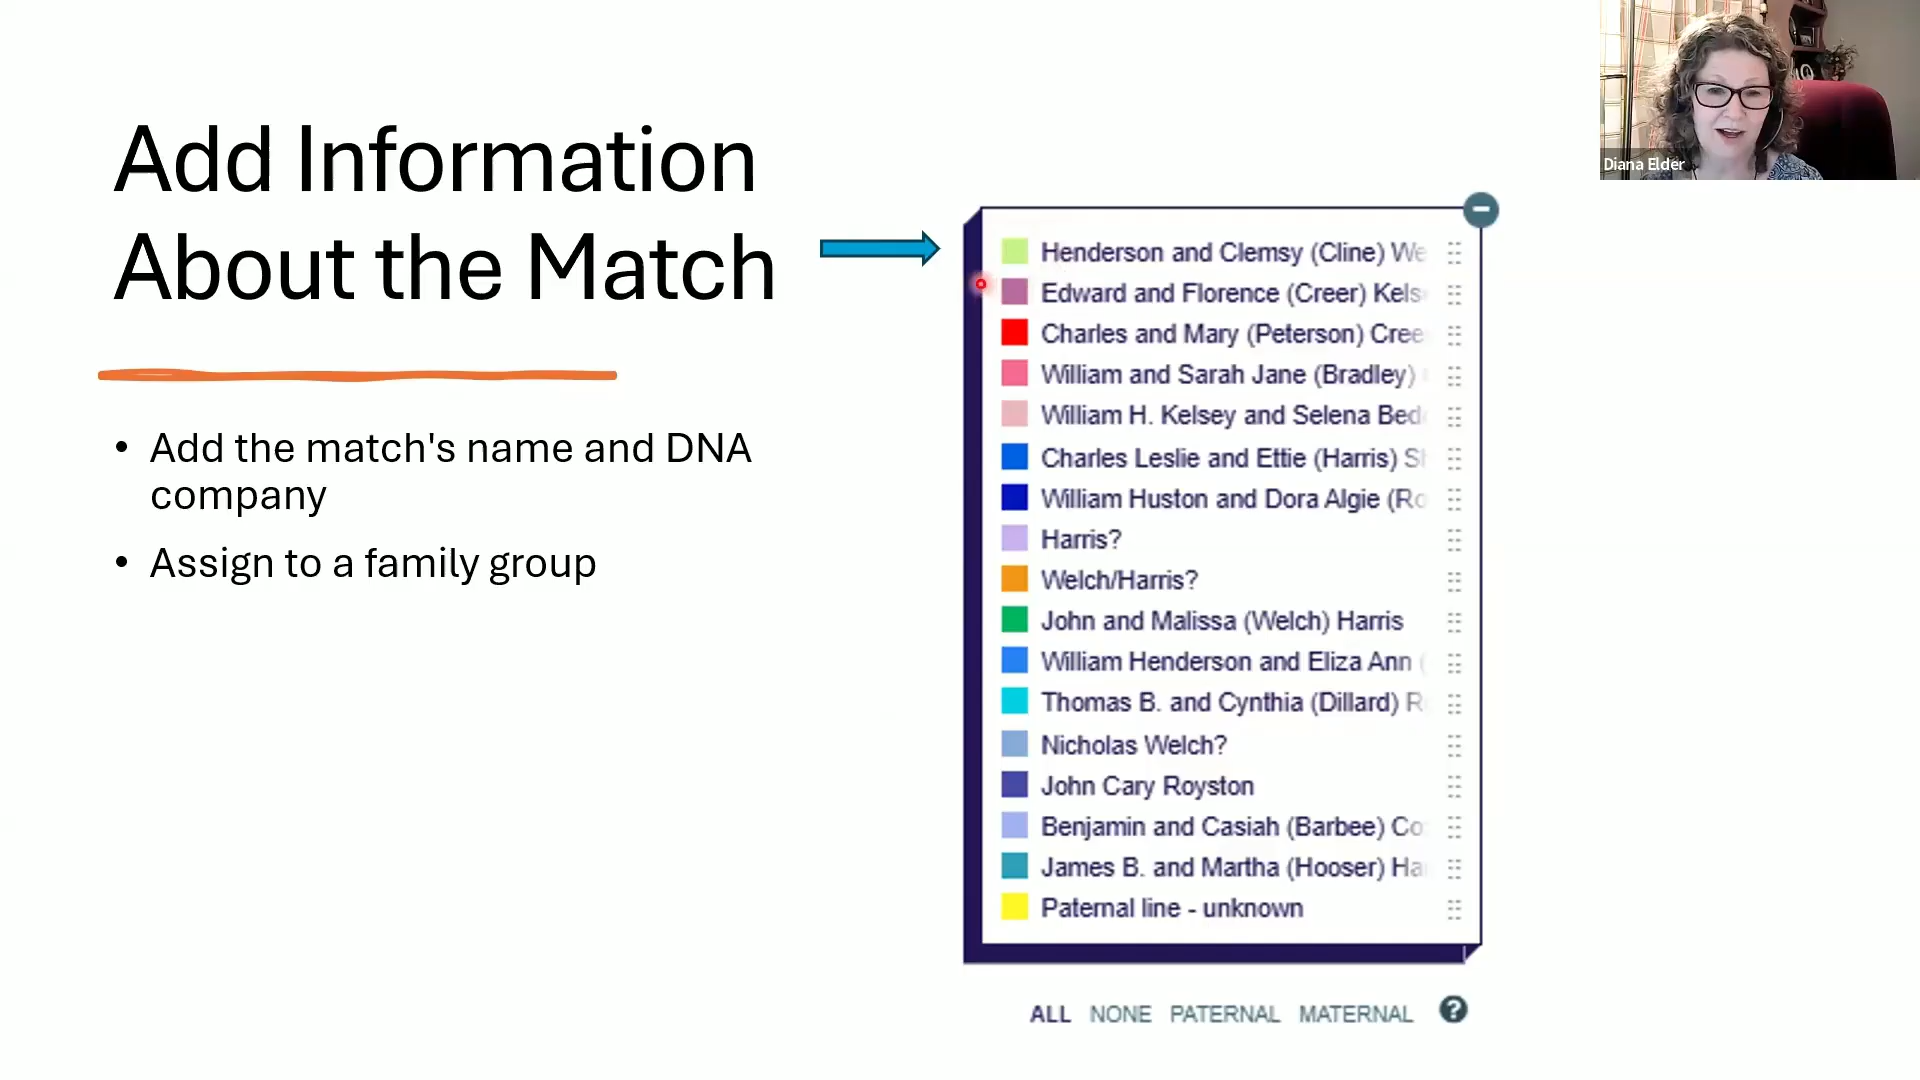 Add Information
About the Match
• Add the match's name and DNA
company
• Assign to a family group
Diana Elder
Henderson and Clemsy (Cline) We
Edward and Florence (Creer) Kels
Charles and Mary (Peterson) Cree
William and Sarah Jane (Bradley)
William H. Kelsey and Selena Bed
Charles Leslie and Ettie (Harris) Sh
William Huston and Dora Algie (Ro
Harris?
Welch/Harris?
John and Malissa (Welch) Harris
William Henderson and Eliza Ann (
Thomas B. and Cynthia (Dillard) R
Nicholas Welch?
John Cary Royston
Benjamin and Casiah (Barbee) Co
James B. and Martha (Hooser) Ha
Paternal line - unknown
ALL NONE PATERNAL MATERNAL ?